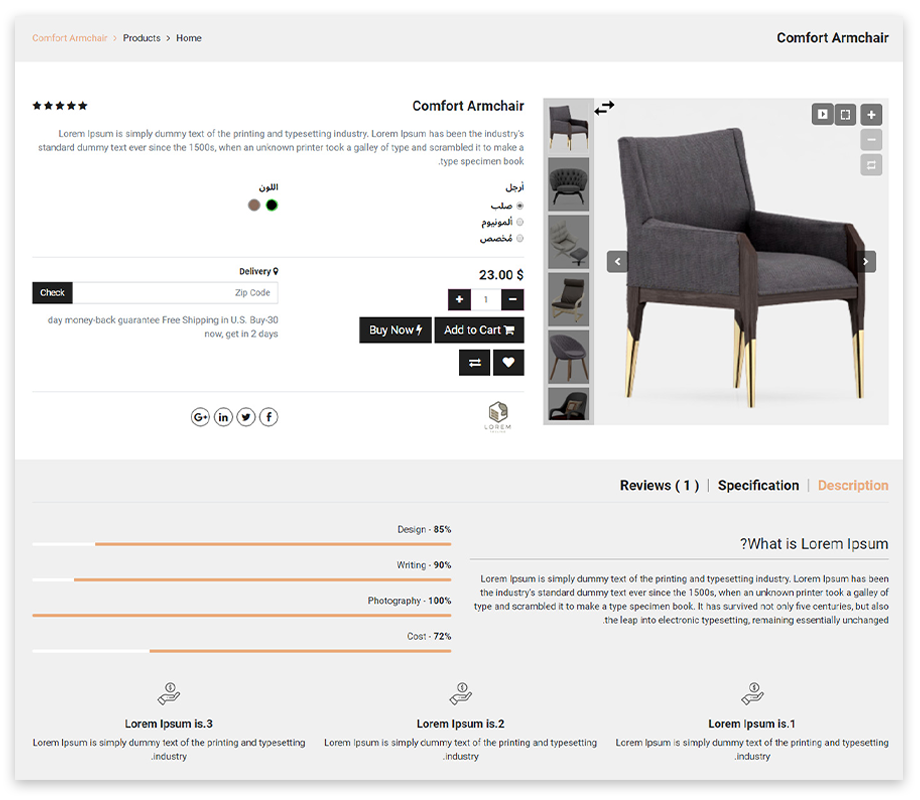 Comfort Armchair
Home > Products > Comfort Armchair
Comfort Armchair
Lorem Ipsum is simply dummy text of the printing and typesetting industry. Lorem Ipsum has been the industry's
standard dummy text ever since the 1500s, when an unknown printer took a galley of type and scrambled it to make a
.type specimen book
أرجل
صلب
ألمونيوم
مُخصص
اللون
23.00 $
1
Add to Cart
Buy Now
Delivery
Zip Code
Check
day money-back guarantee Free Shipping in U.S. Buy-30
now, get in 2 days
LOREM
Description
Specification
Reviews ( 1 )
?What is Lorem Ipsum
Lorem Ipsum is simply dummy text of the printing and typesetting industry. Lorem Ipsum has been
the industry's standard dummy text ever since the 1500s, when an unknown printer took a galley of
type and scrambled it to make a type specimen book. It has survived not only five centuries, but also
.the leap into electronic typesetting, remaining essentially unchanged
Design - 85%
Writing - 90%
Photography - 100%
Cost - 72%
Lorem Ipsum is.1
Lorem Ipsum is simply dummy text of the printing and typesetting
.industry
Lorem Ipsum is.2
Lorem Ipsum is simply dummy text of the printing and typesetting
.industry
Lorem Ipsum is.3
Lorem Ipsum is simply dummy text of the printing and typesetting
.industry